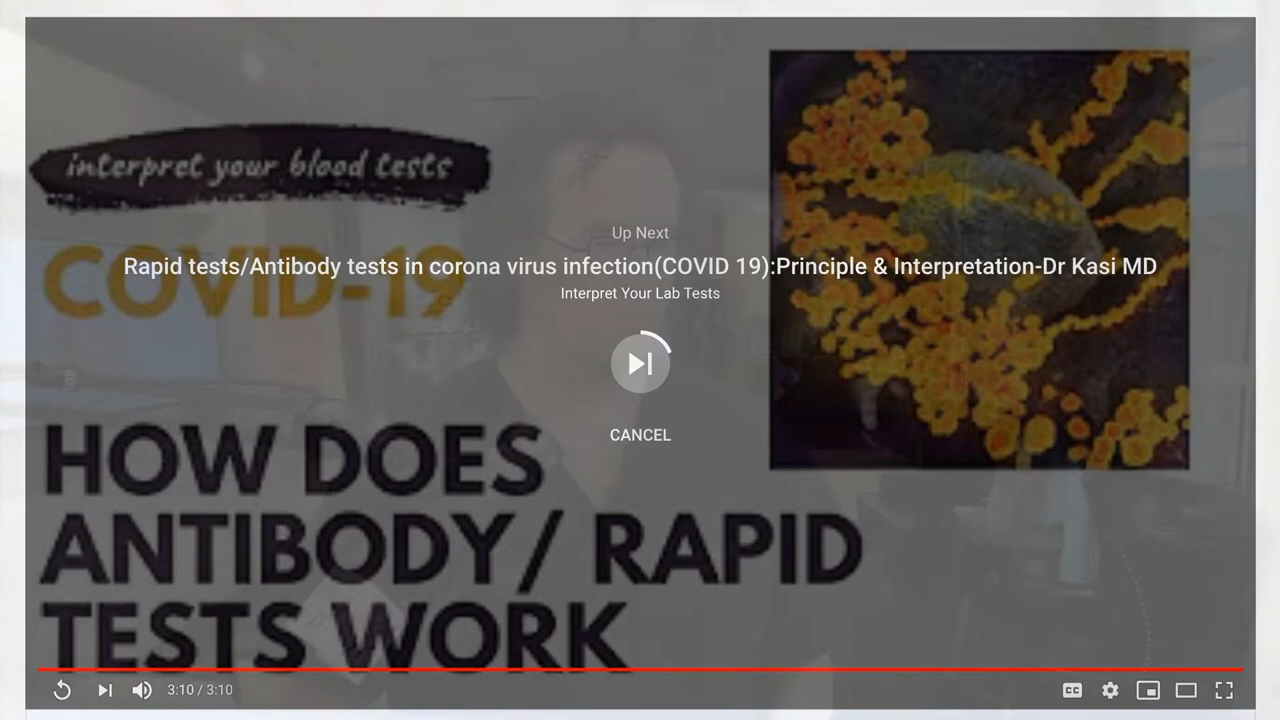 interpret your blood tests
Up Next
Rapid tests/Antibody tests in corona virus infection(COVID 19):Principle & Interpretation-Dr Kasi MD
COVID-19
Interpret Your Lab Tests
CANCEL
HOW DOES
ANTIBODY/ RAPID
TESTS WORK
3:10 / 3:10
CC